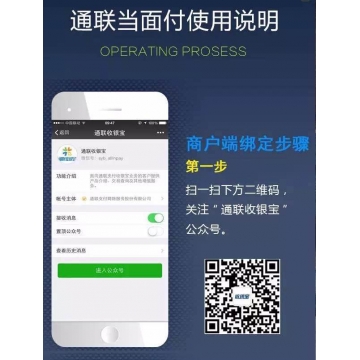 通联当面付使用说明
OPERATING PROSESS
09:47
返回
通联收银宝
通联收银宝
功能介绍
帐号主体
接收消息
置顶公众号
查看历史消息
进入公众号
商户端绑定步骤
第一步
扫一扫下方二维码，
关注“通联收银宝”
公众号。